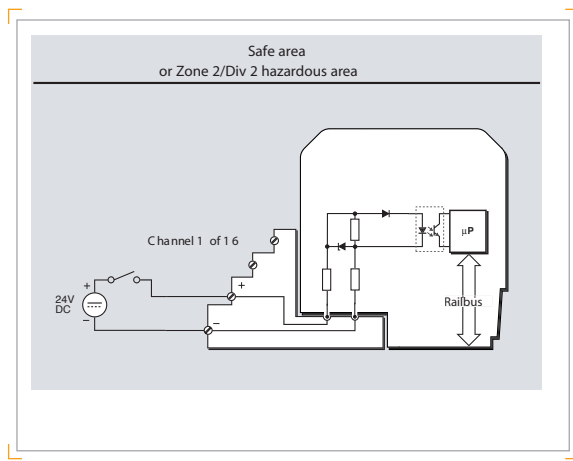 Safe area
or Zone 2/Div 2 hazardous area
Channel 1 of 16
μP
+
+
24V
DC
Railbus
–
–